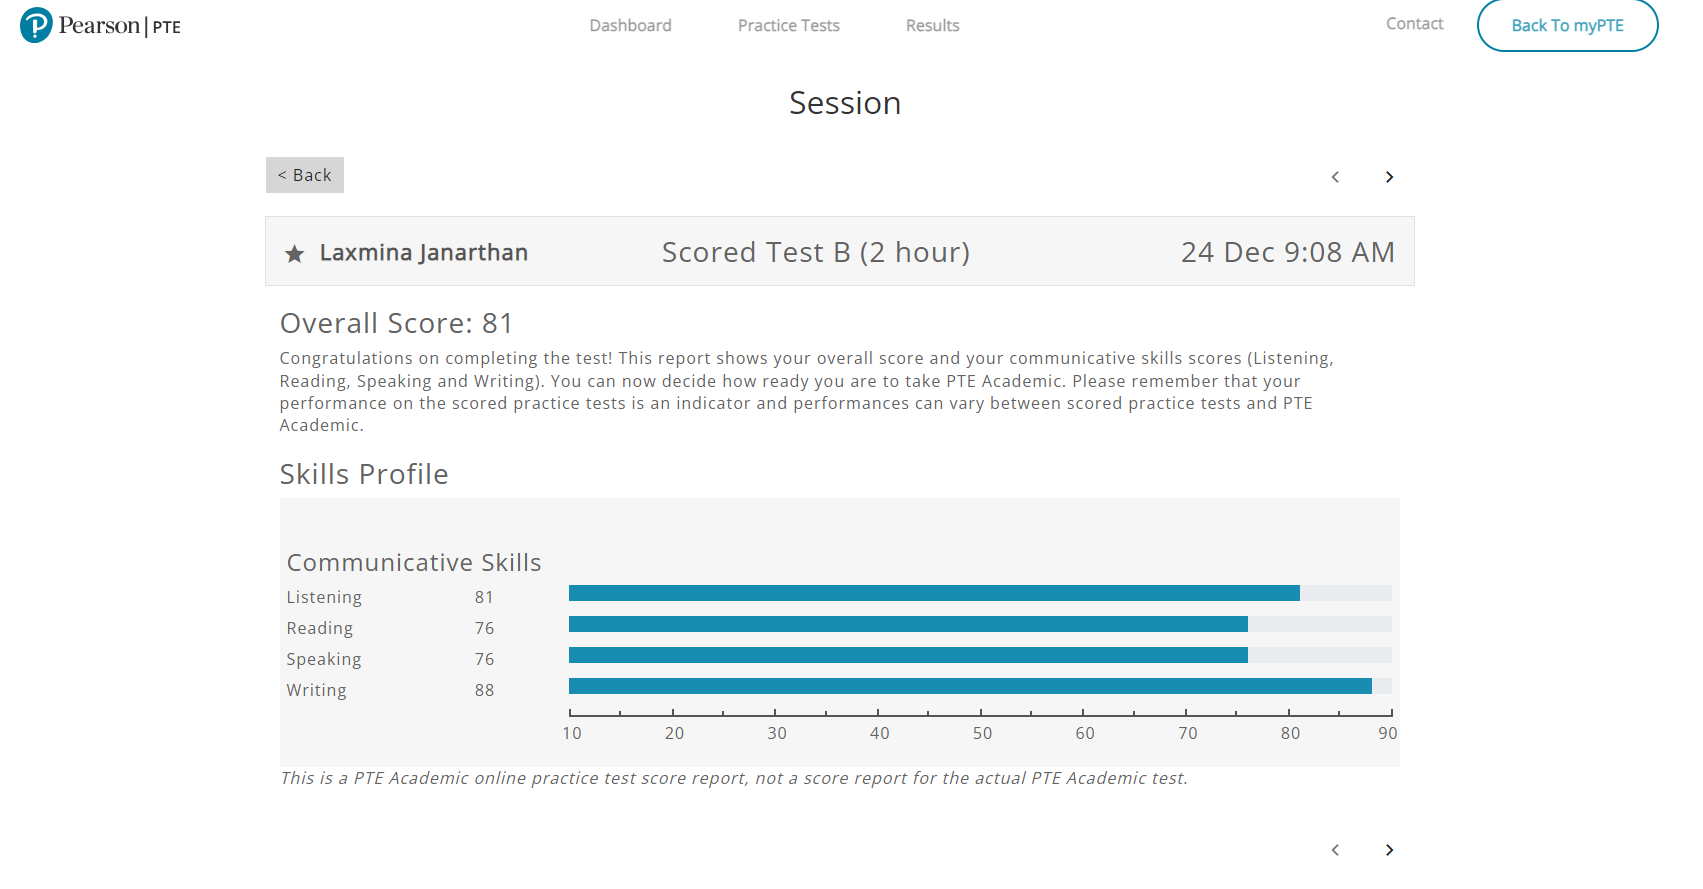 Pearson | PTE
Dashboard
Practice Tests
Results
Contact
Back To myPTE
Session
< Back
Laxmina Janarthan
Scored Test B (2 hour)
24 Dec 9:08 AM
Overall Score: 81
Congratulations on completing the test! This report shows your overall score and your communicative skills scores (Listening,
Reading, Speaking and Writing). You can now decide how ready you are to take PTE Academic. Please remember that your
performance on the scored practice tests is an indicator and performances can vary between scored practice tests and PTE
Academic.
Skills Profile
Communicative Skills
Listening 81
Reading 76
Speaking 76
Writing 88
10 20 30 40 50 60 70 80 90
This is a PTE Academic online practice test score report, not a score report for the actual PTE Academic test.